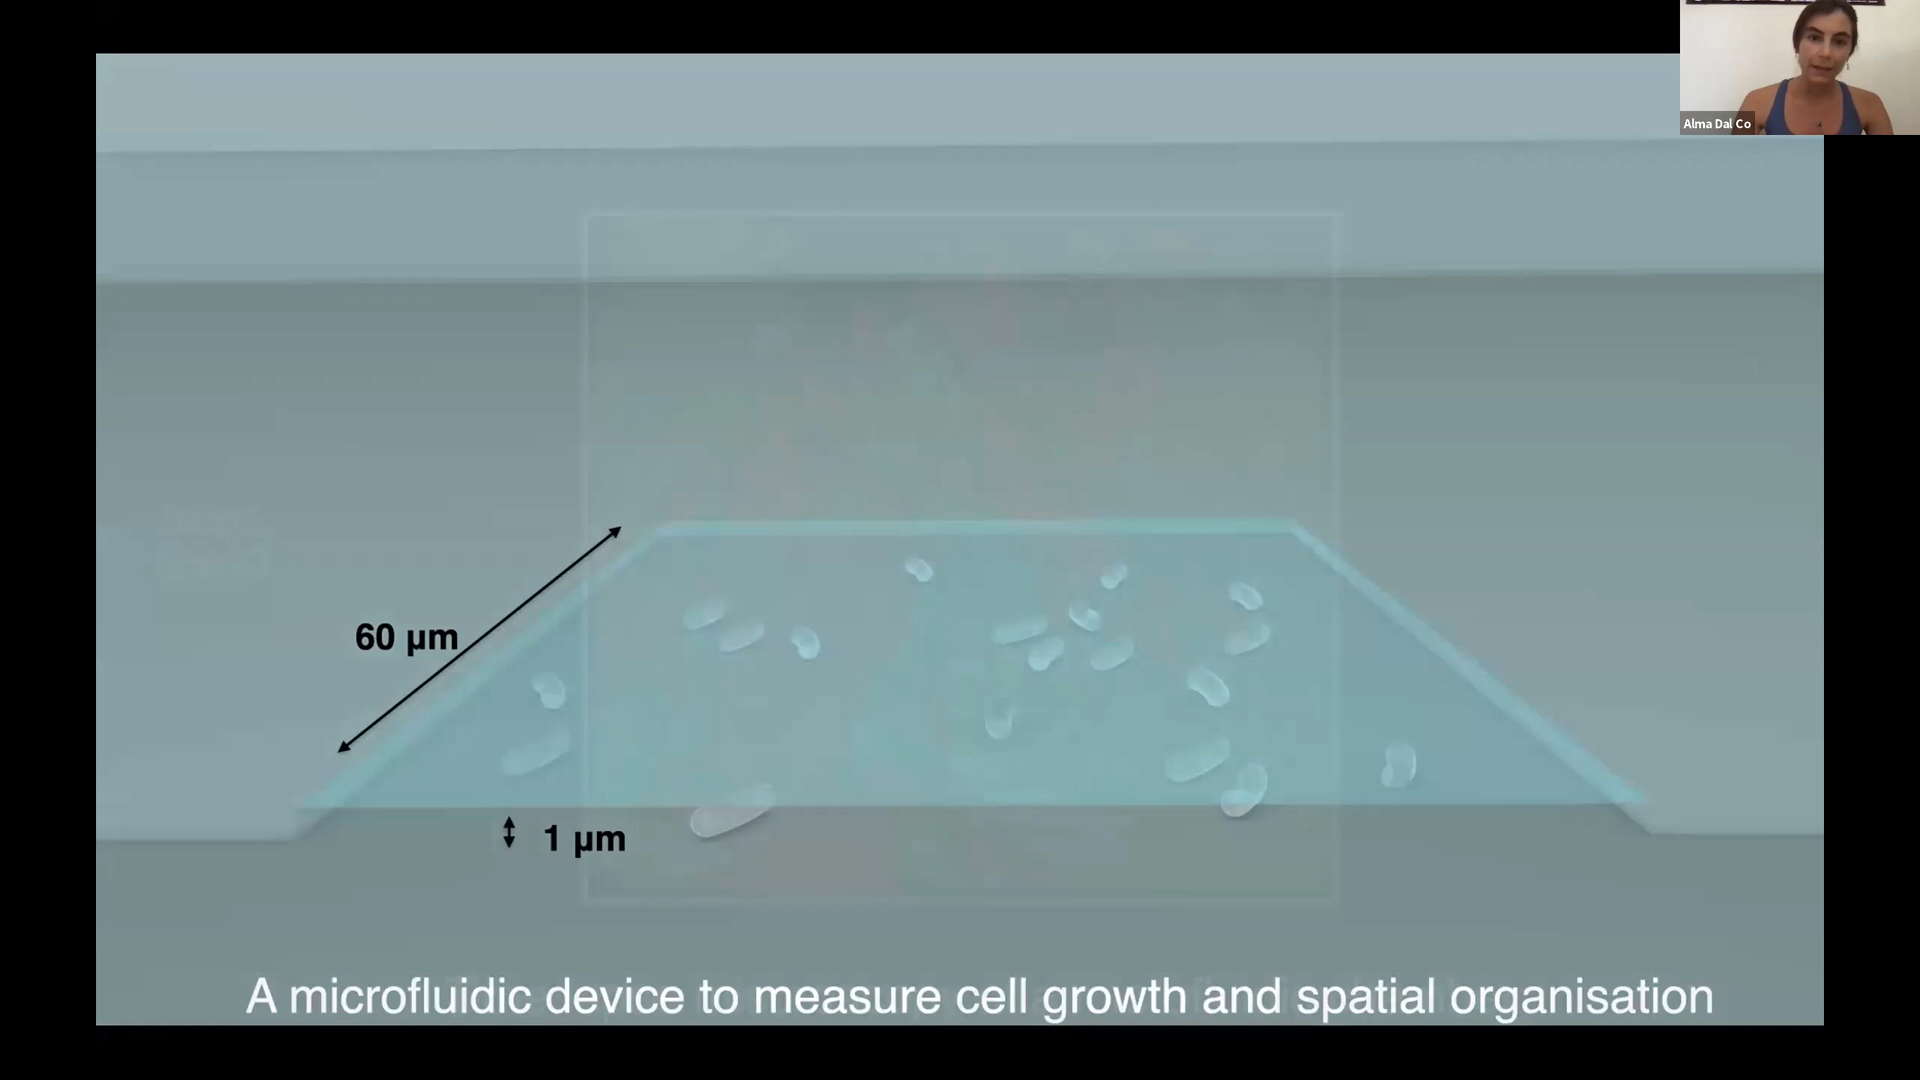 Alma Dal Co
60 µm
1 µm
A microfluidic device to measure cell growth and spatial organisation